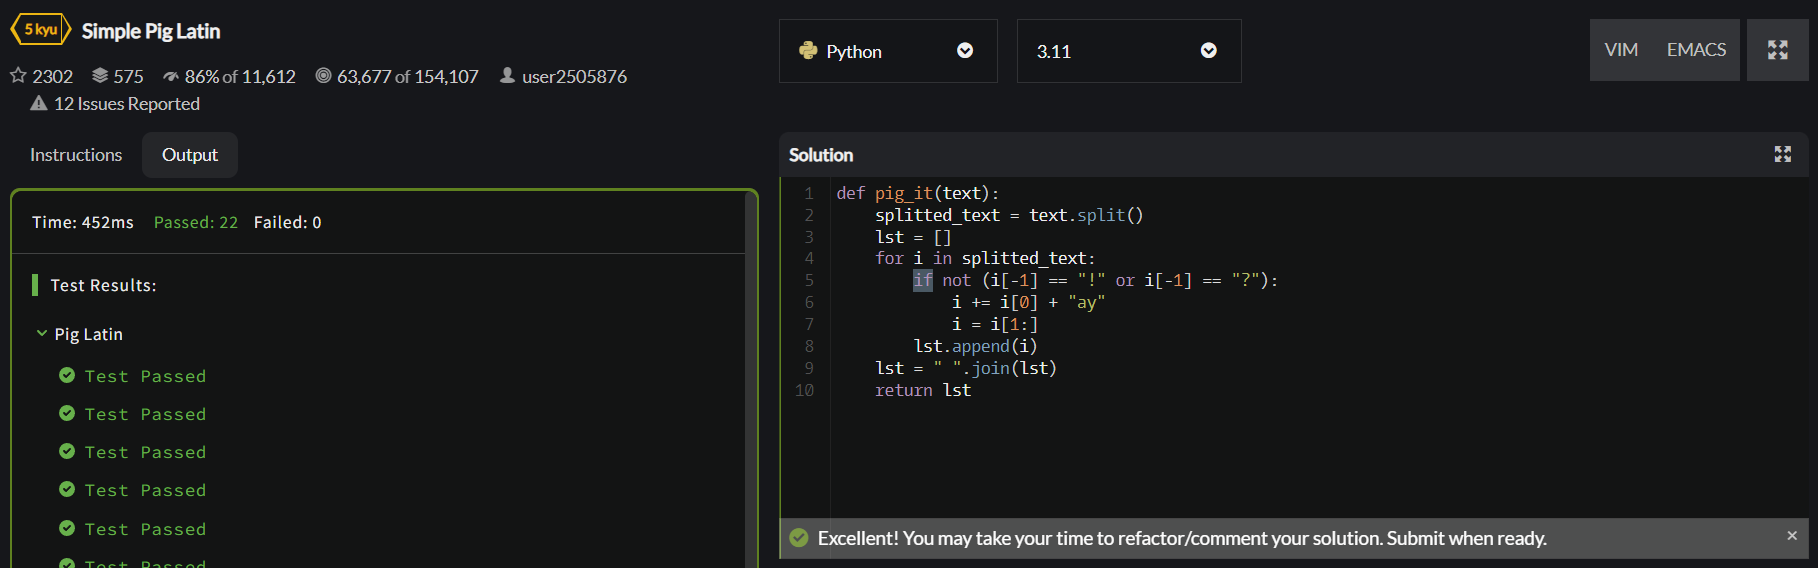 5 kyu Simple Pig Latin
2302 575 86% of 11,612 63,677 of 154,107 user2505876
12 Issues Reported
Instructions Output
Time: 452ms Passed: 22 Failed: 0
Test Results:
Pig Latin
Test Passed
Test Passed
Test Passed
Test Passed
Test Passed
Test Passed
Python 3.11 VIM EMACS
Solution
1 def pig_it(text):
2     splitted_text = text.split()
3     lst = []
4     for i in splitted_text:
5         if not (i[-1] == "!" or i[-1] == "?"):
6             i += i[0] + "ay"
7             i = i[1:]
8         lst.append(i)
9     lst = " ".join(lst)
10     return lst
Excellent! You may take your time to refactor/comment your solution. Submit when ready.